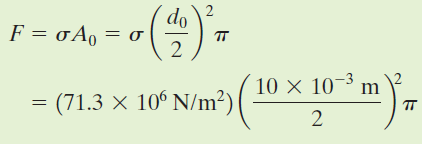 F = σA₀ = σ(d₀/2)²π
= (71.3 × 10⁶ N/m²)(10 × 10⁻³ m/2)²π